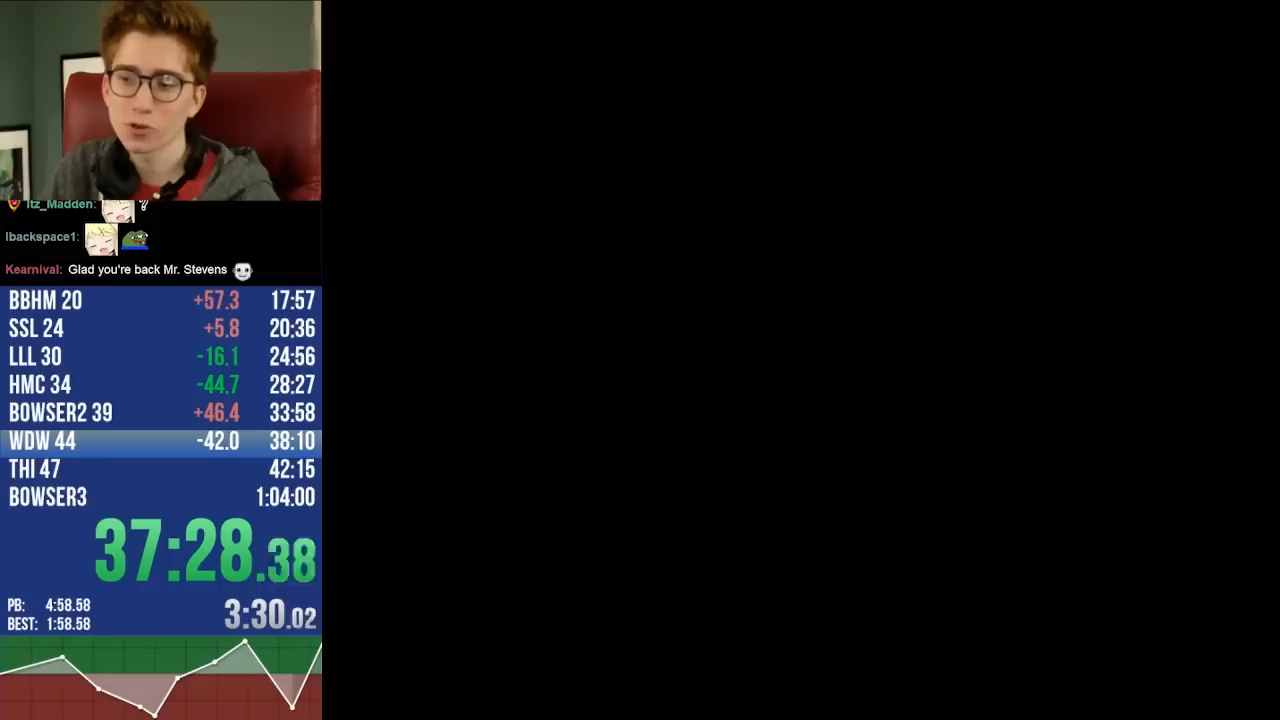 Itz_Madden: ?
lbackspace1:
Kearnival: Glad you're back Mr. Stevens
BBHM 20 +57.3 17:57
SSL 24 +5.8 20:36
LLL 30 -16.1 24:56
HMC 34 -44.7 28:27
BOWSER2 39 +46.4 33:58
WDW 44 -42.0 38:10
THI 47 42:15
BOWSER3 1:04:00
37:28.38
PB: 4:58.58 3:30.02
BEST: 1:58.58